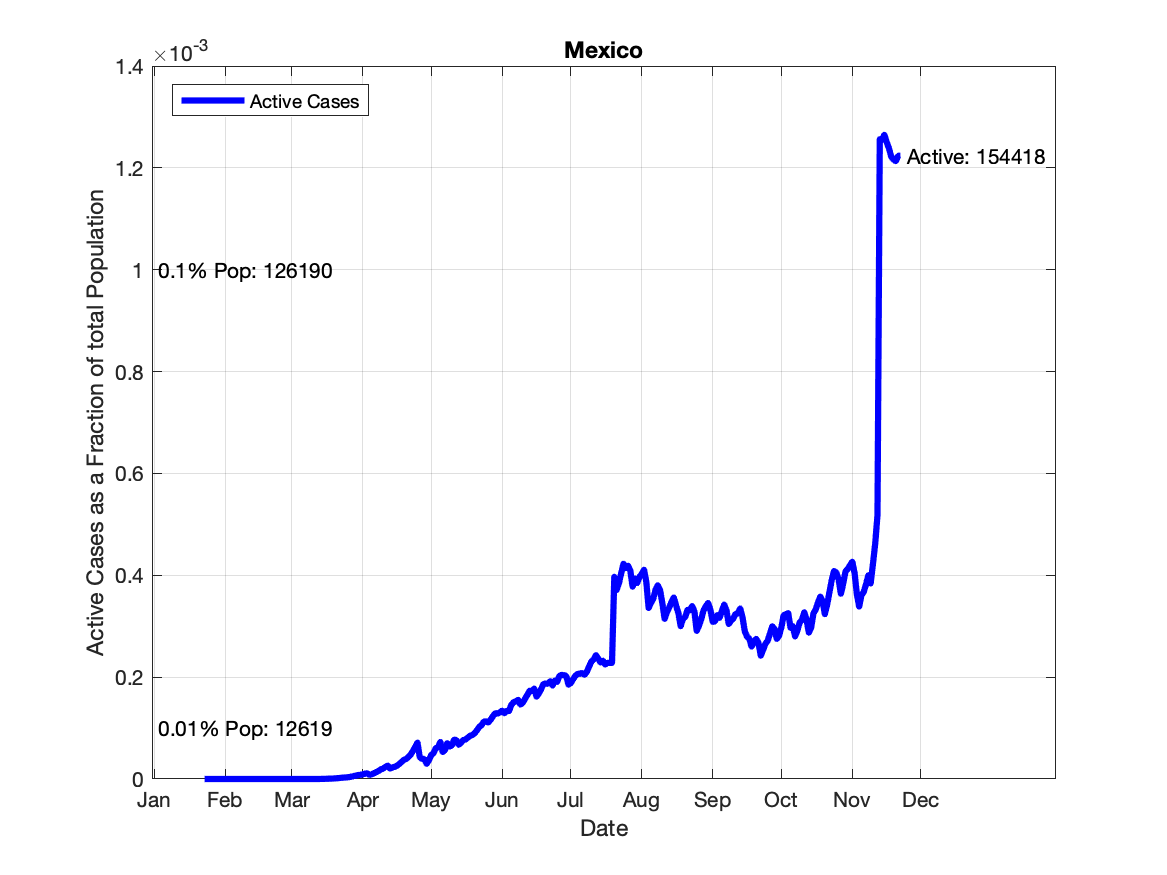 Mexico
×10^-3
Active Cases
1.4
1.2
1
0.8
0.6
0.4
0.2
0
Active Cases as a Fraction of total Population
Active: 154418
0.1% Pop: 126190
0.01% Pop: 12619
Jan Feb Mar Apr May Jun Jul Aug Sep Oct Nov Dec
Date